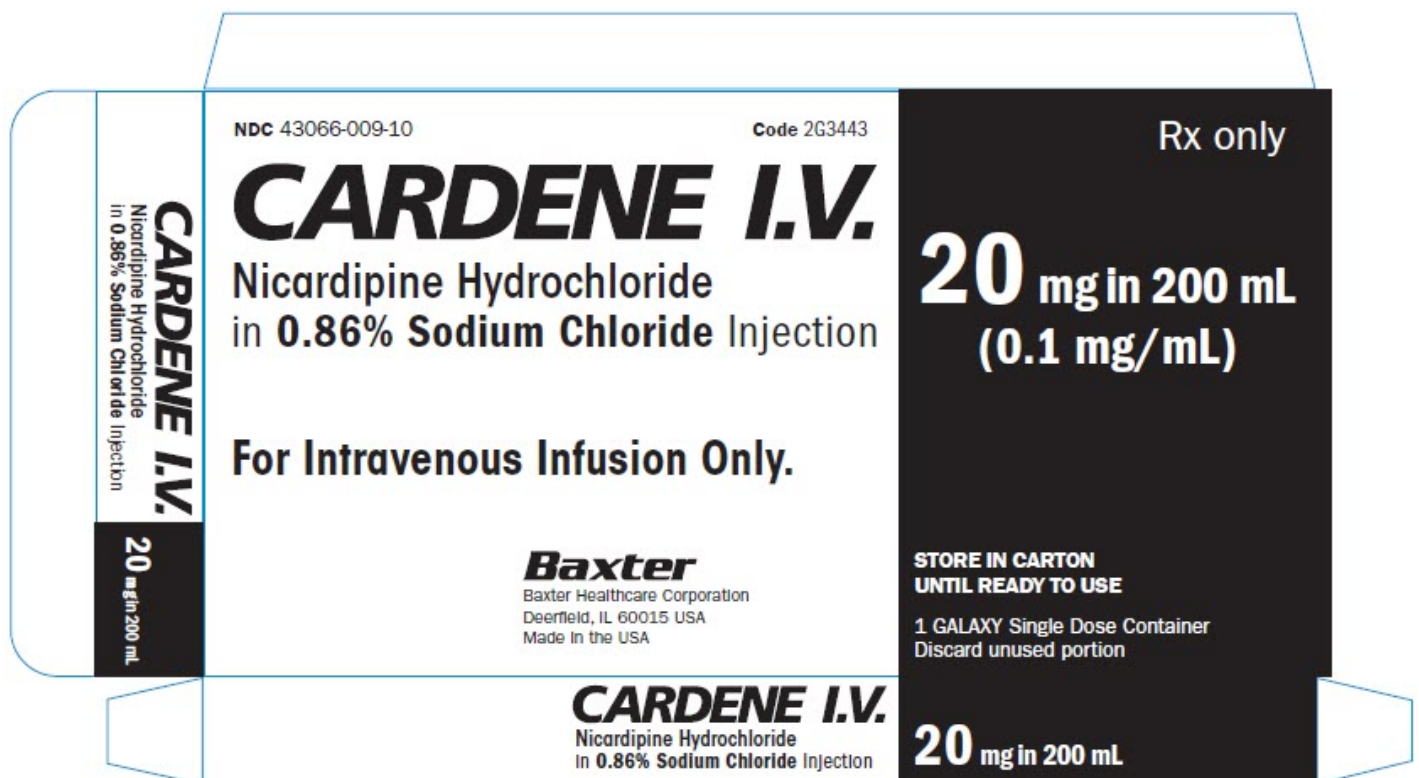 NDC 43066-009-10 Code 2G3443
CARDENE I.V.
Nicardipine Hydrochloride
in 0.86% Sodium Chloride Injection
For Intravenous Infusion Only.
Baxter
Baxter Healthcare Corporation
Deerfield, IL 60015 USA
Made in the USA
Rx only
20 mg in 200 mL
(0.1 mg/mL)
STORE IN CARTON
UNTIL READY TO USE
1 GALAXY Single Dose Container
Discard unused portion
CARDENE I.V.
Nicardipine Hydrochloride
in 0.86% Sodium Chloride Injection
20 mg in 200 mL
CARDENE I.V.
Nicardipine Hydrochloride
in 0.86% Sodium Chloride Injection
20 mg in 200 mL